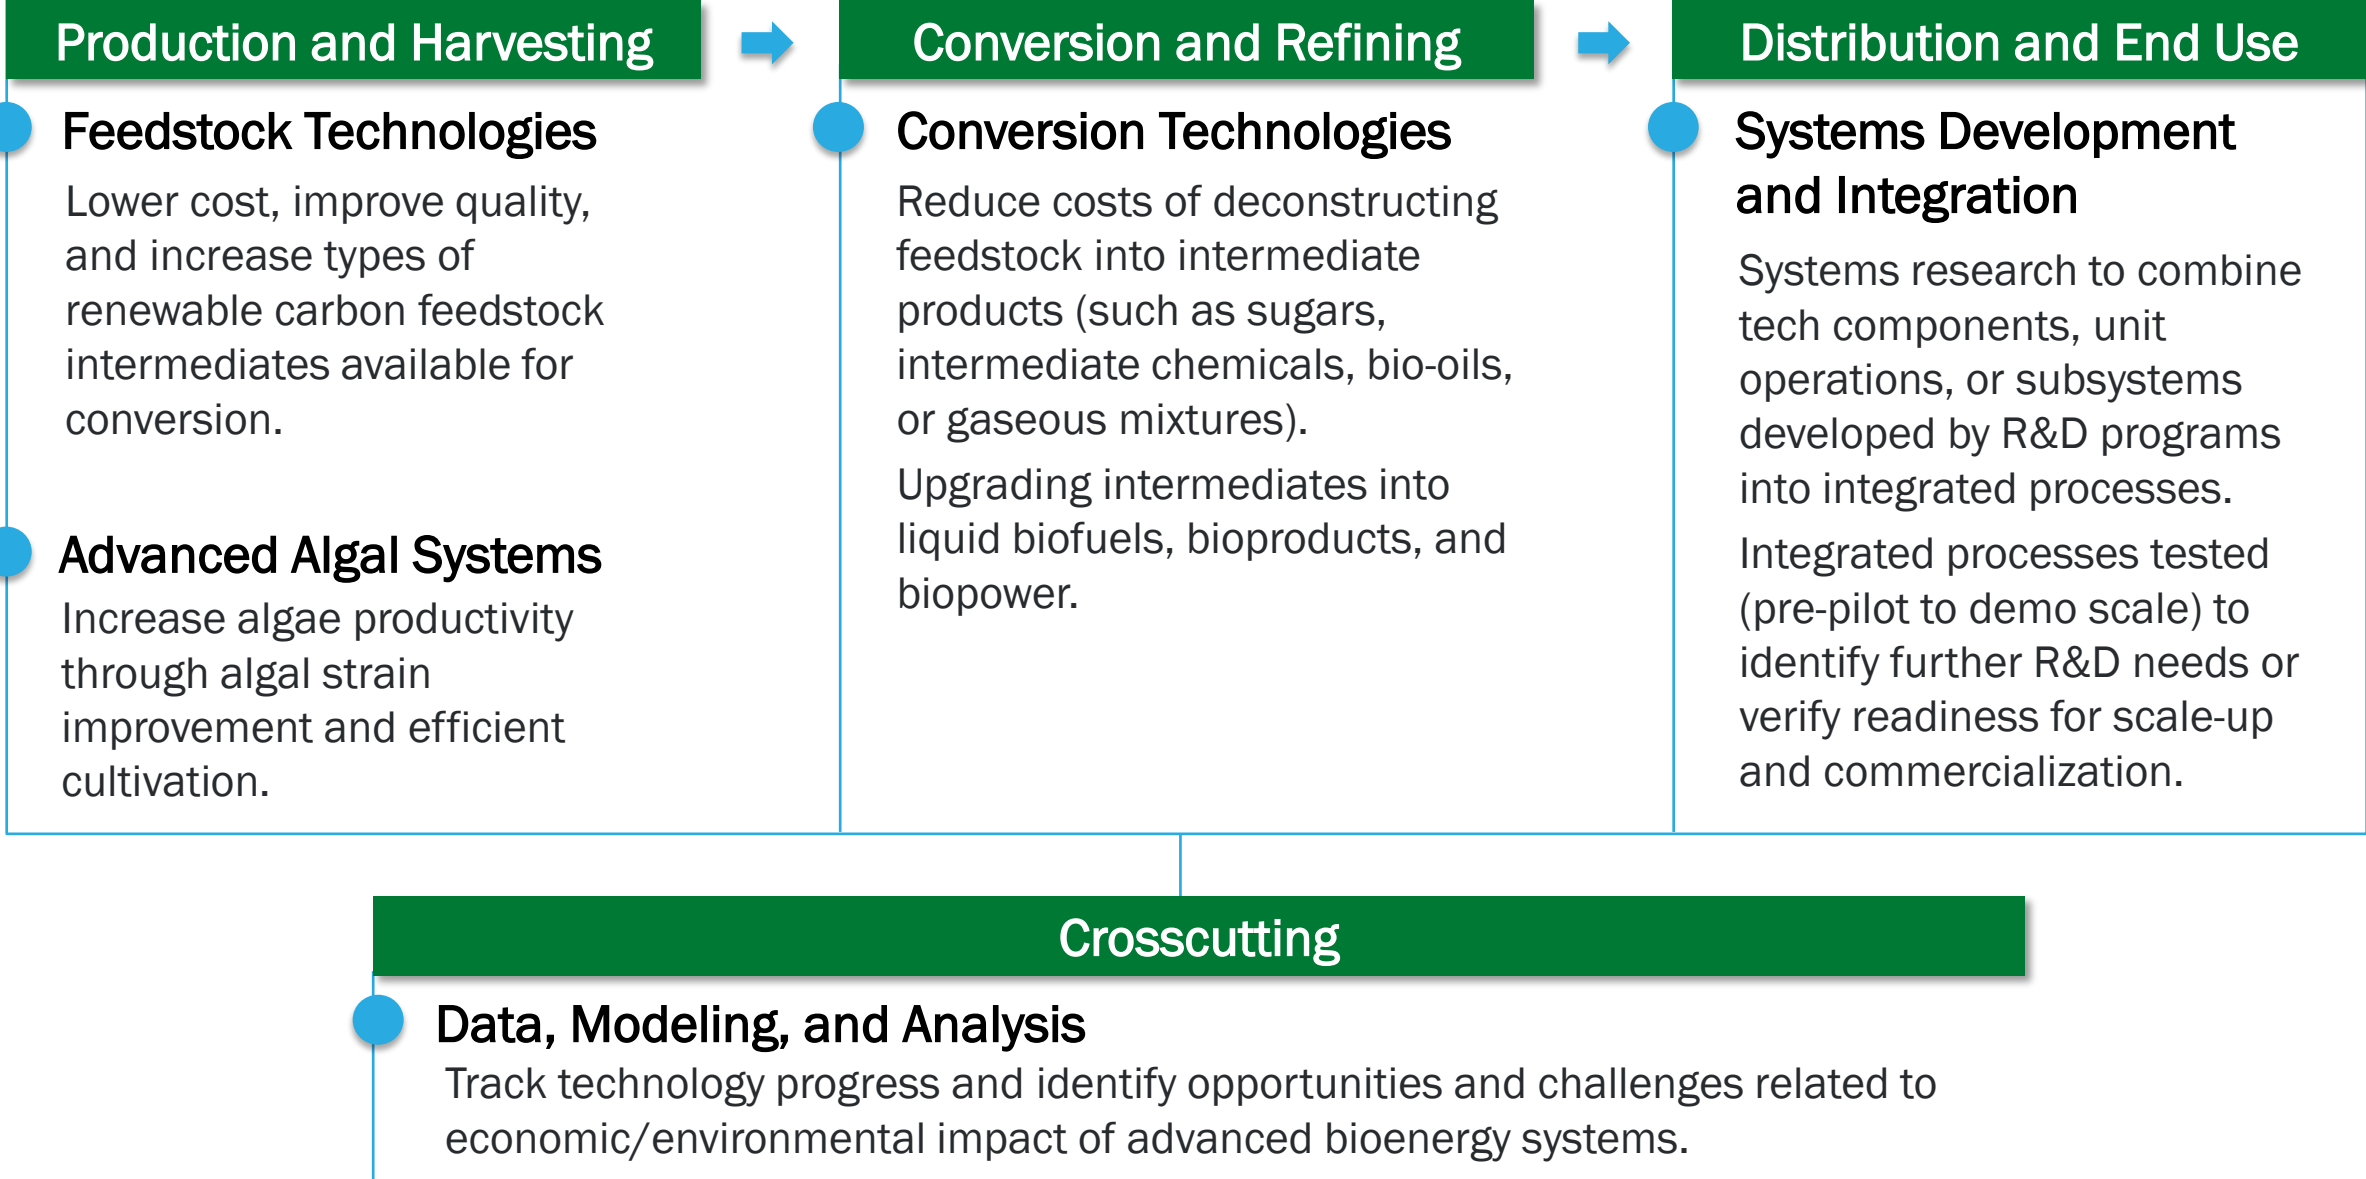 Production and Harvesting
Feedstock Technologies
Lower cost, improve quality,
and increase types of
renewable carbon feedstock
intermediates available for
conversion.
Advanced Algal Systems
Increase algae productivity
through algal strain
improvement and efficient
cultivation.
Conversion and Refining
Conversion Technologies
Reduce costs of deconstructing
feedstock into intermediate
products (such as sugars,
intermediate chemicals, bio-oils,
or gaseous mixtures).
Upgrading intermediates into
liquid biofuels, bioproducts, and
biopower.
Distribution and End Use
Systems Development
and Integration
Systems research to combine
tech components, unit
operations, or subsystems
developed by R&D programs
into integrated processes.
Integrated processes tested
(pre-pilot to demo scale) to
identify further R&D needs or
verify readiness for scale-up
and commercialization.
Crosscutting
Data, Modeling, and Analysis
Track technology progress and identify opportunities and challenges related to
economic/environmental impact of advanced bioenergy systems.